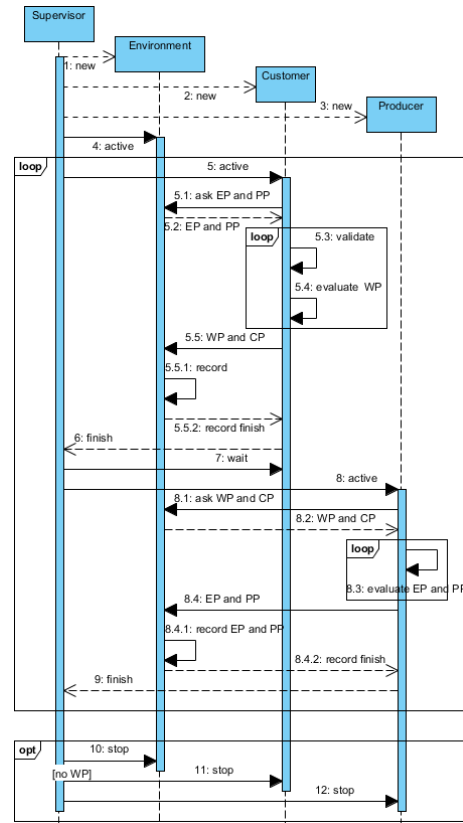 Supervisor
Environment
1: new
Customer
2: new
Producer
3: new
4: active
loop
5: active
5.1: ask EP and PP
5.2: EP and PP
loop
5.3: validate
5.4: evaluate WP
5.5: WP and CP
5.5.1: record
5.5.2: record finish
6: finish
7: wait
8: active
8.1: ask WP and CP
8.2: WP and CP
loop
8.3: evaluate EP and PP
8.4: EP and PP
8.4.1: record EP and PP
8.4.2: record finish
9: finish
opt
10: stop
[no WP]
11: stop
12: stop